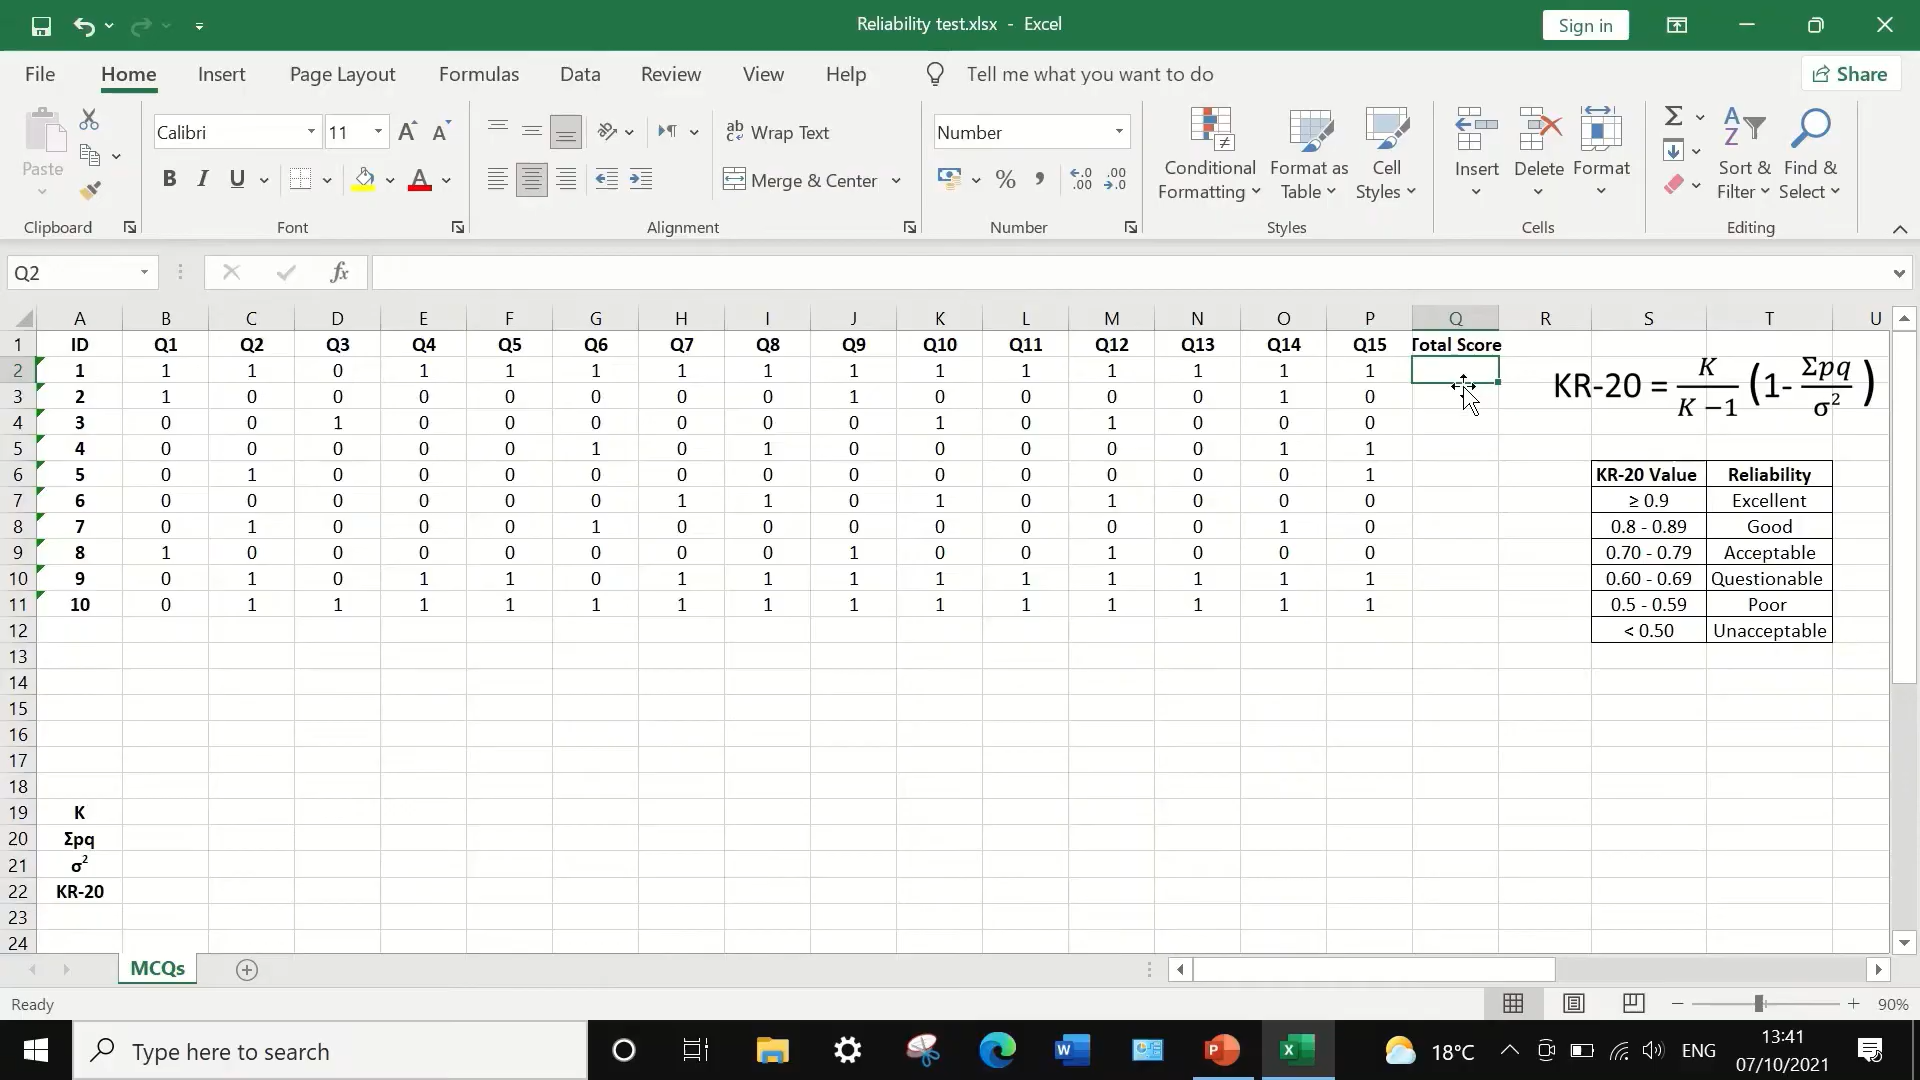 Reliability test.xlsx - Excel
Sign in
File Home Insert Page Layout Formulas Data Review View Help Tell me what you want to do Share
Paste
Calibri 11
B I U
ab Wrap Text
Merge & Center
Number
% , .00
Conditional Formatting
Format as Table
Cell Styles
Insert Delete Format
Sort & Filter
Find & Select
Clipboard Font Alignment Number Styles Cells Editing
Q2 fx
A B C D E F G H I J K L M N O P Q R S T U
1 ID Q1 Q2 Q3 Q4 Q5 Q6 Q7 Q8 Q9 Q10 Q11 Q12 Q13 Q14 Q15 Total Score
2 1 1 1 0 1 1 1 1 1 1 1 1 1 1 1 1
KR-20 = K / K −1 (1- Σpq / σ² )
3 2 1 0 0 0 0 0 0 0 1 0 0 0 0 1 0
4 3 0 0 1 0 0 0 0 0 0 1 0 1 0 0 0
5 4 0 0 0 0 0 1 0 1 0 0 0 0 0 1 1
6 5 0 1 0 0 0 0 0 0 0 0 0 0 0 0 1 KR-20 Value Reliability
7 6 0 0 0 0 0 0 1 1 0 1 0 1 0 0 0 ≥ 0.9 Excellent
8 7 0 1 0 0 0 1 0 0 0 0 0 0 0 1 0 0.8 - 0.89 Good
9 8 1 0 0 0 0 0 0 0 1 0 0 1 0 0 0 0.70 - 0.79 Acceptable
10 9 0 1 0 1 1 0 1 1 1 1 1 1 1 1 1 0.60 - 0.69 Questionable
11 10 0 1 1 1 1 1 1 1 1 1 1 1 1 1 1 0.5 - 0.59 Poor
12 < 0.50 Unacceptable
13
14
15
16
17
18
19 K
20 Σpq
21 σ²
22 KR-20
23
24
MCQs
Ready 90%
Type here to search
18°C ENG 13:41
07/10/2021